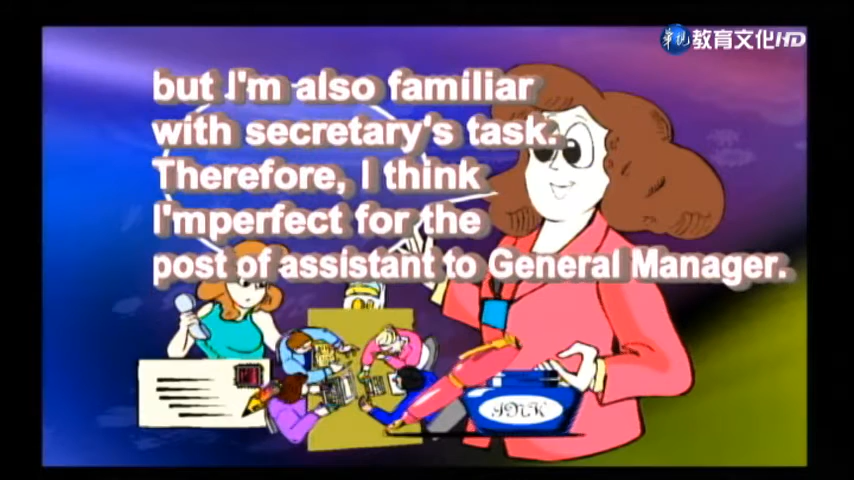 華視教育文化HD
but I'm also familiar
with secretary's task.
Therefore, I think
I'mperfect for the
post of assistant to General Manager.